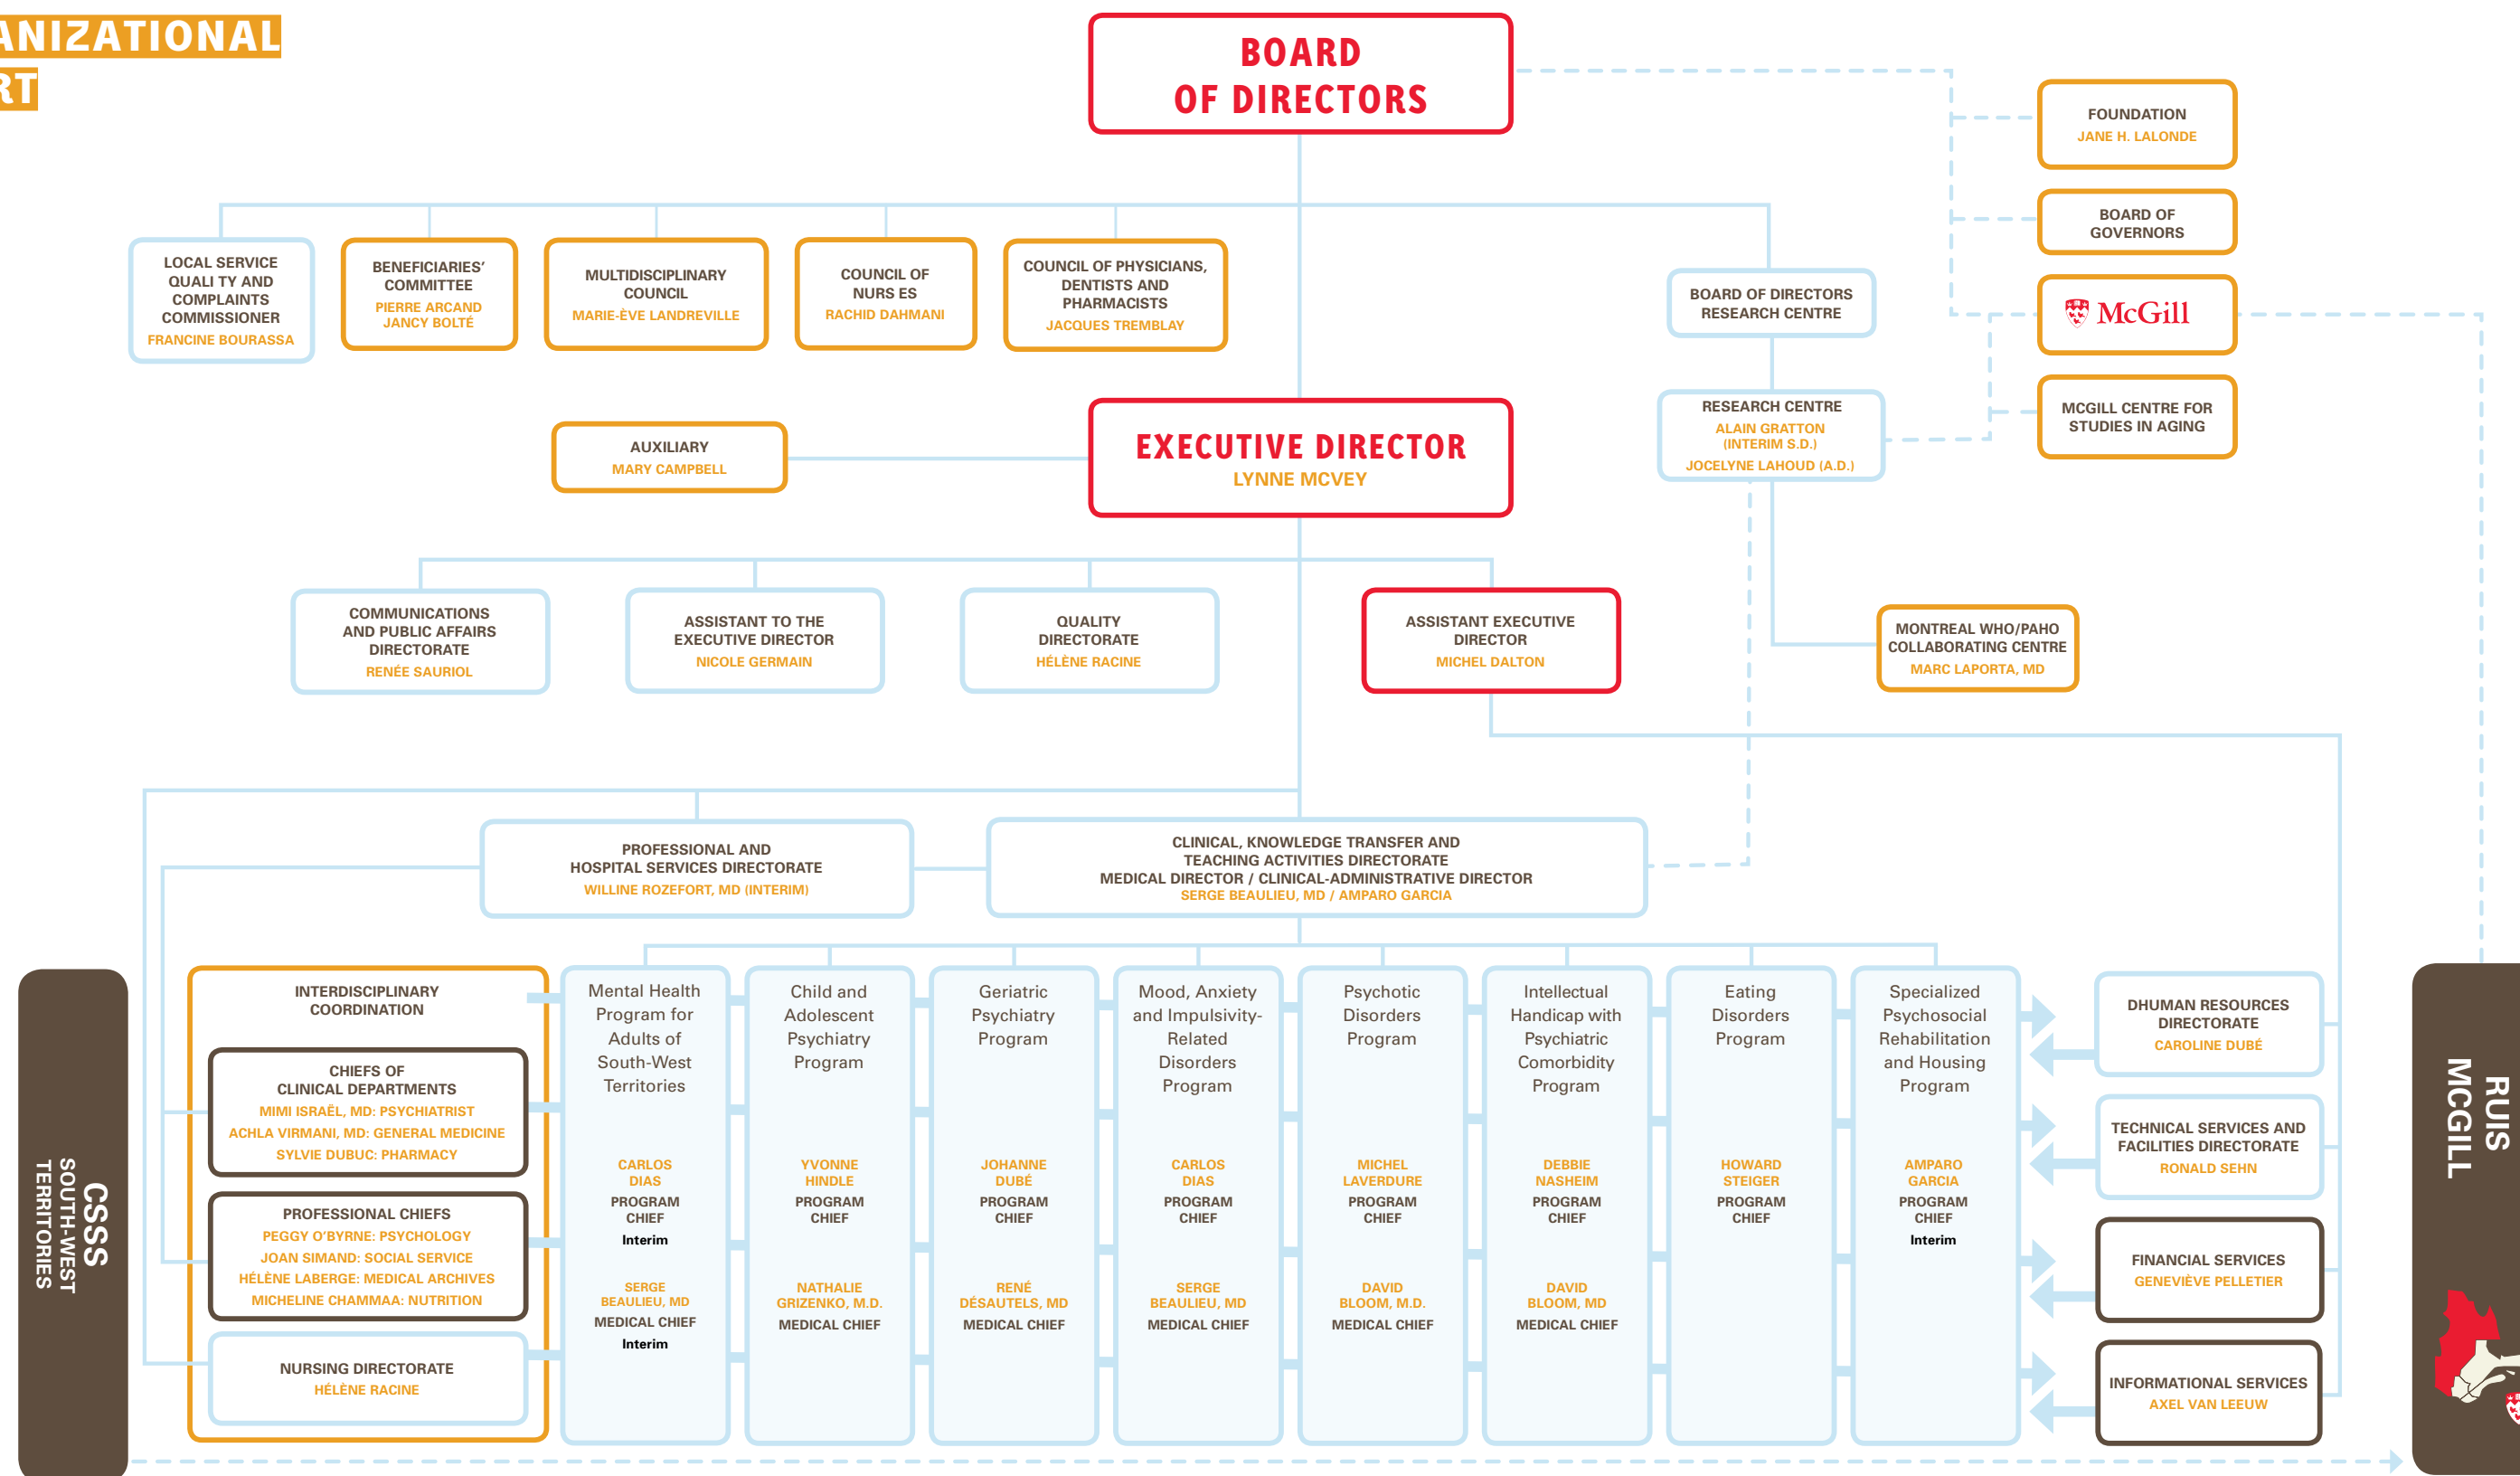 ANIZATIONAL
RT
BOARD
OF DIRECTORS
FOUNDATION
JANE H. LALONDE
BOARD OF
GOVERNORS
McGill
MCGILL CENTRE FOR
STUDIES IN AGING
LOCAL SERVICE
QUALI TY AND
COMPLAINTS
COMMISSIONER
FRANCINE BOURASSA
BENEFICIARIES’
COMMITTEE
PIERRE ARCAND
JANCY BOLTÉ
MULTIDISCIPLINARY
COUNCIL
MARIE-ÈVE LANDREVILLE
COUNCIL OF
NURS ES
RACHID DAHMANI
COUNCIL OF PHYSICIANS,
DENTISTS AND
PHARMACISTS
JACQUES TREMBLAY
BOARD OF DIRECTORS
RESEARCH CENTRE
RESEARCH CENTRE
ALAIN GRATTON
(INTERIM S.D.)
JOCELYNE LAHOUD (A.D.)
AUXILIARY
MARY CAMPBELL
EXECUTIVE DIRECTOR
LYNNE MCVEY
COMMUNICATIONS
AND PUBLIC AFFAIRS
DIRECTORATE
RENÉE SAURIOL
ASSISTANT TO THE
EXECUTIVE DIRECTOR
NICOLE GERMAIN
QUALITY
DIRECTORATE
HÉLÈNE RACINE
ASSISTANT EXECUTIVE
DIRECTOR
MICHEL DALTON
MONTREAL WHO/PAHO
COLLABORATING CENTRE
MARC LAPORTA, MD
PROFESSIONAL AND
HOSPITAL SERVICES DIRECTORATE
WILLINE ROZEFORT, MD (INTERIM)
CLINICAL, KNOWLEDGE TRANSFER AND
TEACHING ACTIVITIES DIRECTORATE
MEDICAL DIRECTOR / CLINICAL-ADMINISTRATIVE DIRECTOR
SERGE BEAULIEU, MD / AMPARO GARCIA
CSSS
SOUTH-WEST
TERRITORIES
INTERDISCIPLINARY
COORDINATION
CHIEFS OF
CLINICAL DEPARTMENTS
MIMI ISRAËL, MD: PSYCHIATRIST
ACHLA VIRMANI, MD: GENERAL MEDICINE
SYLVIE DUBUC: PHARMACY
PROFESSIONAL CHIEFS
PEGGY O’BYRNE: PSYCHOLOGY
JOAN SIMAND: SOCIAL SERVICE
HÉLÈNE LABERGE: MEDICAL ARCHIVES
MICHELINE CHAMMAA: NUTRITION
NURSING DIRECTORATE
HÉLÈNE RACINE
Mental Health
Program for
Adults of
South-West
Territories
CARLOS
DIAS
PROGRAM
CHIEF
Interim
SERGE
BEAULIEU, MD
MEDICAL CHIEF
Interim
Child and
Adolescent
Psychiatry
Program
YVONNE
HINDLE
PROGRAM
CHIEF
NATHALIE
GRIZENKO, M.D.
MEDICAL CHIEF
Geriatric
Psychiatry
Program
JOHANNE
DUBÉ
PROGRAM
CHIEF
RENÉ
DÉSAUTELS, MD
MEDICAL CHIEF
Mood, Anxiety
and Impulsivity-
Related
Disorders
Program
CARLOS
DIAS
PROGRAM
CHIEF
SERGE
BEAULIEU, MD
MEDICAL CHIEF
Psychotic
Disorders
Program
MICHEL
LAVERDURE
PROGRAM
CHIEF
DAVID
BLOOM, M.D.
MEDICAL CHIEF
Intellectual
Handicap with
Psychiatric
Comorbidity
Program
DEBBIE
NASHEIM
PROGRAM
CHIEF
DAVID
BLOOM, MD
MEDICAL CHIEF
Eating
Disorders
Program
HOWARD
STEIGER
PROGRAM
CHIEF
Specialized
Psychosocial
Rehabilitation
and Housing
Program
AMPARO
GARCIA
PROGRAM
CHIEF
Interim
DHUMAN RESOURCES
DIRECTORATE
CAROLINE DUBÉ
TECHNICAL SERVICES AND
FACILITIES DIRECTORATE
RONALD SEHN
FINANCIAL SERVICES
GENEVIÈVE PELLETIER
INFORMATIONAL SERVICES
AXEL VAN LEEUW
RUIS
MCGILL